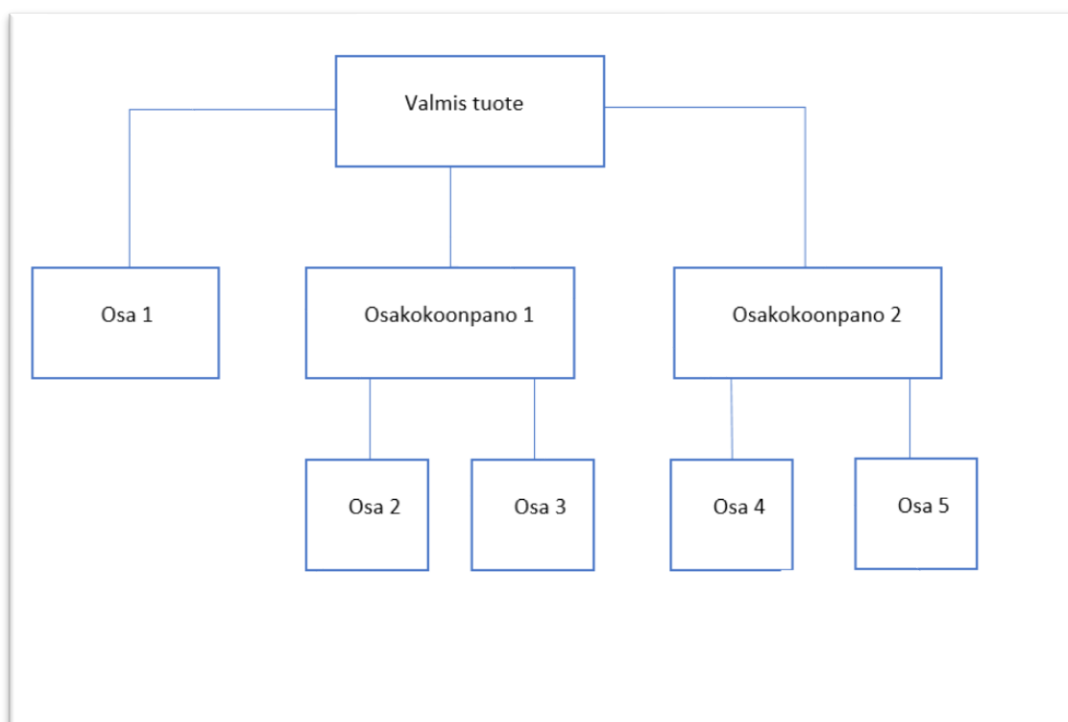 Valmis tuote
Osa 1
Osakokoonpano 1
Osakokoonpano 2
Osa 2
Osa 3
Osa 4
Osa 5